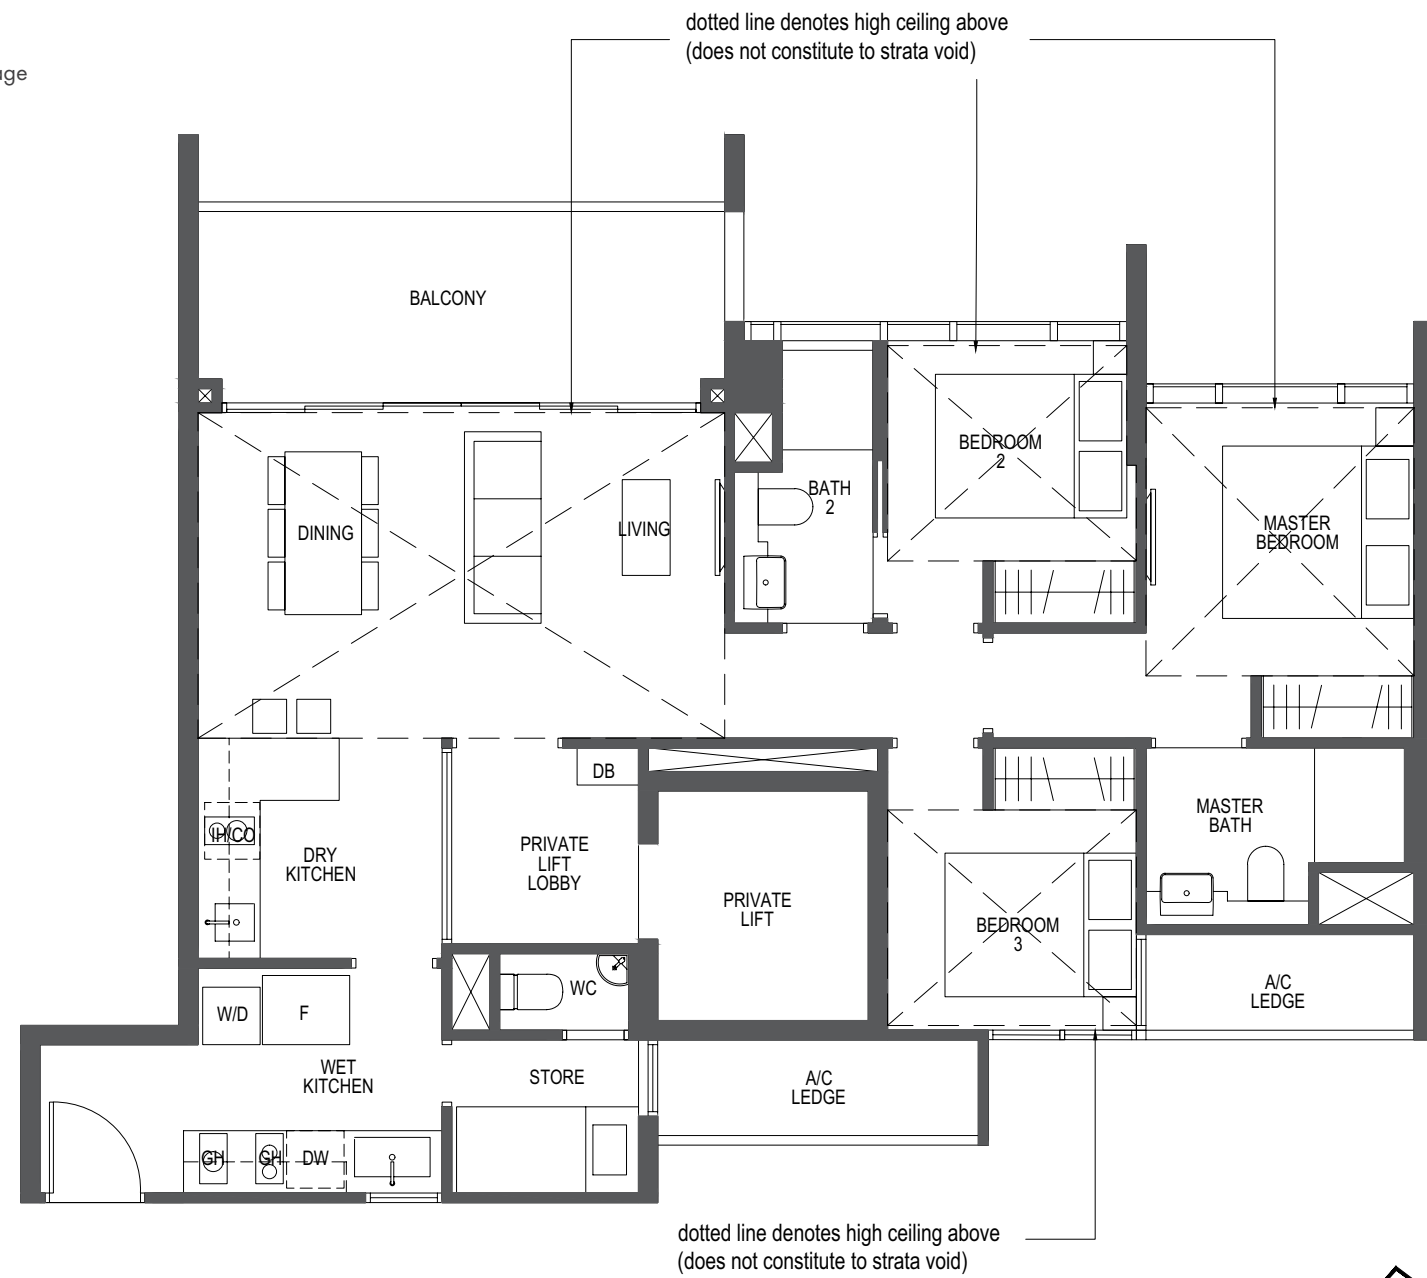 dotted line denotes high ceiling above
(does not constitute to strata void)
BALCONY
BEDROOM
2
BATH
2
DINING
LIVING
MASTER
BEDROOM
DB
IH/CO
DRY
KITCHEN
PRIVATE
LIFT
LOBBY
PRIVATE
LIFT
MASTER
BATH
BEDROOM
3
WC
A/C
LEDGE
W/D
F
WET
KITCHEN
STORE
A/C
LEDGE
GH
GH
DW
dotted line denotes high ceiling above
(does not constitute to strata void)